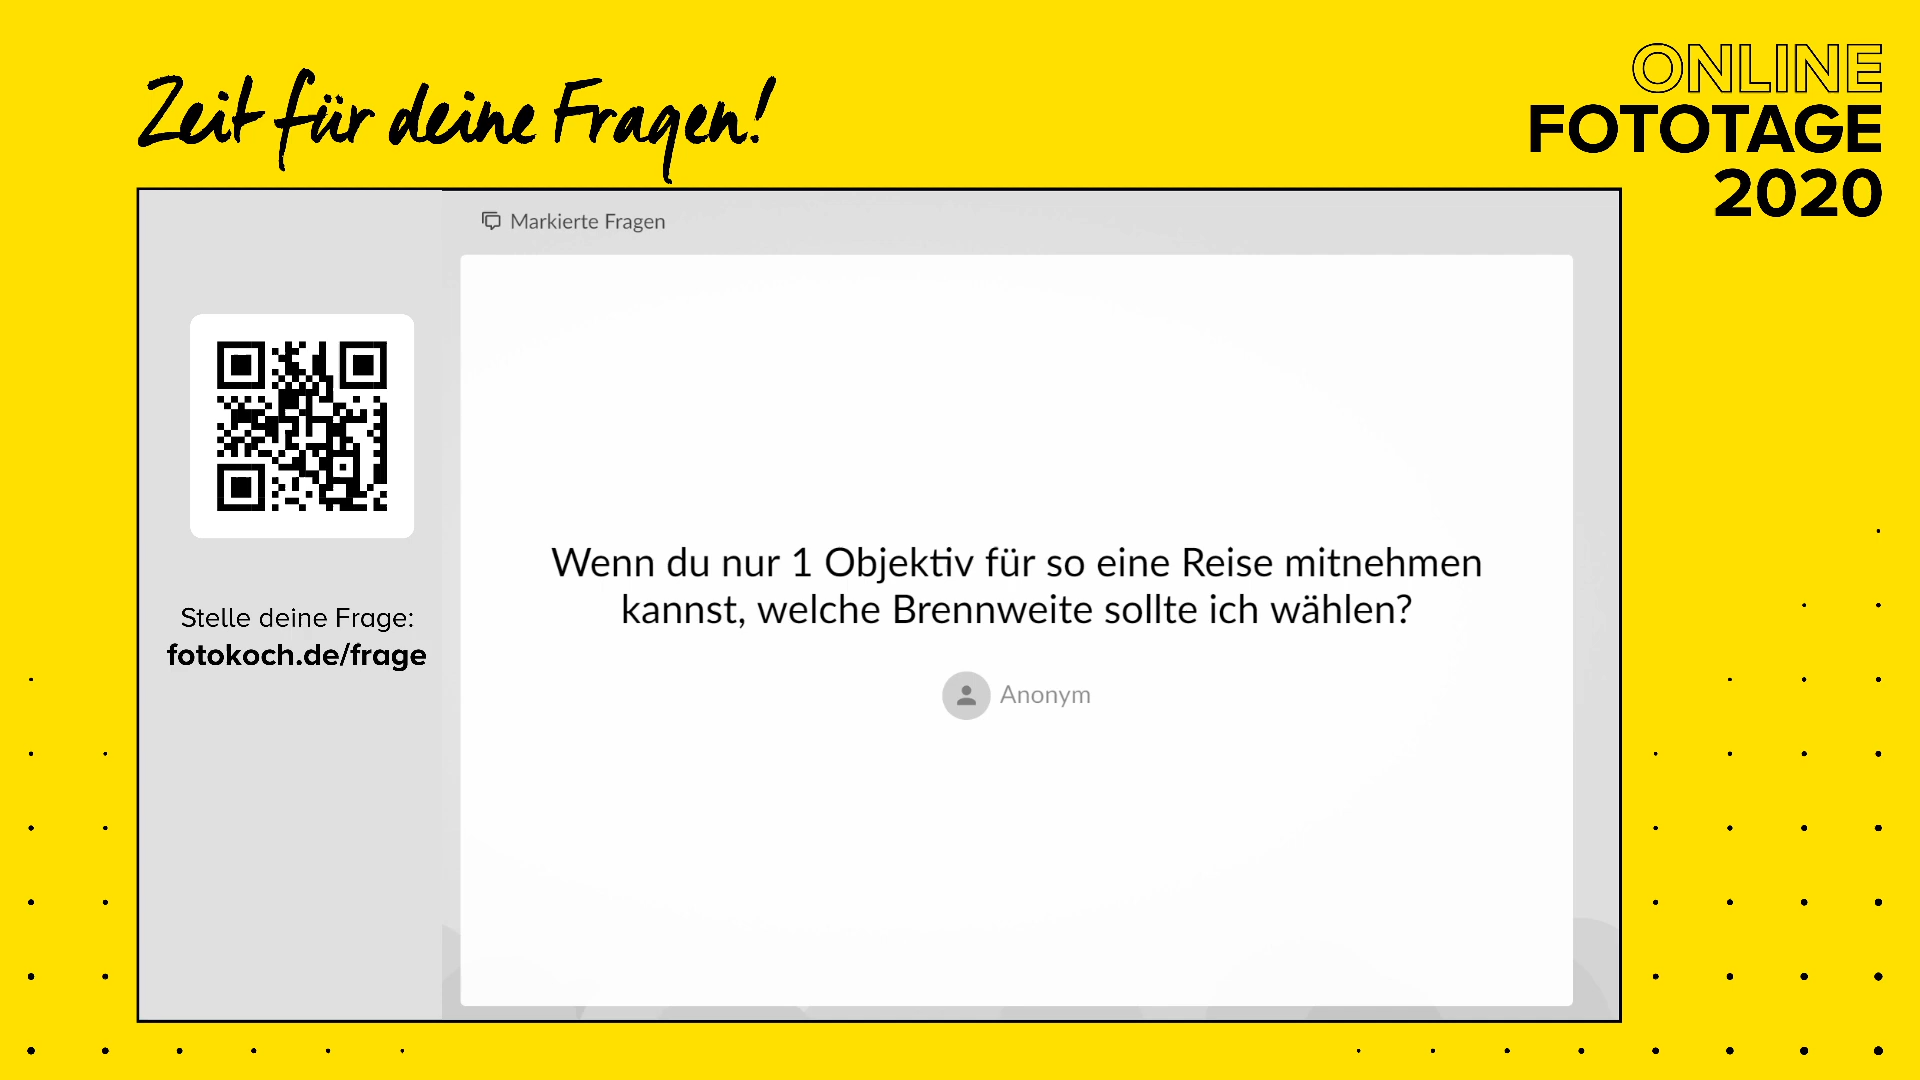 Zeit für deine Fragen!
ONLINE
FOTOTAGE
2020
Markierte Fragen
Stelle deine Frage:
fotokoch.de/frage
Wenn du nur 1 Objektiv für so eine Reise mitnehmen
kannst, welche Brennweite sollte ich wählen?
Anonym